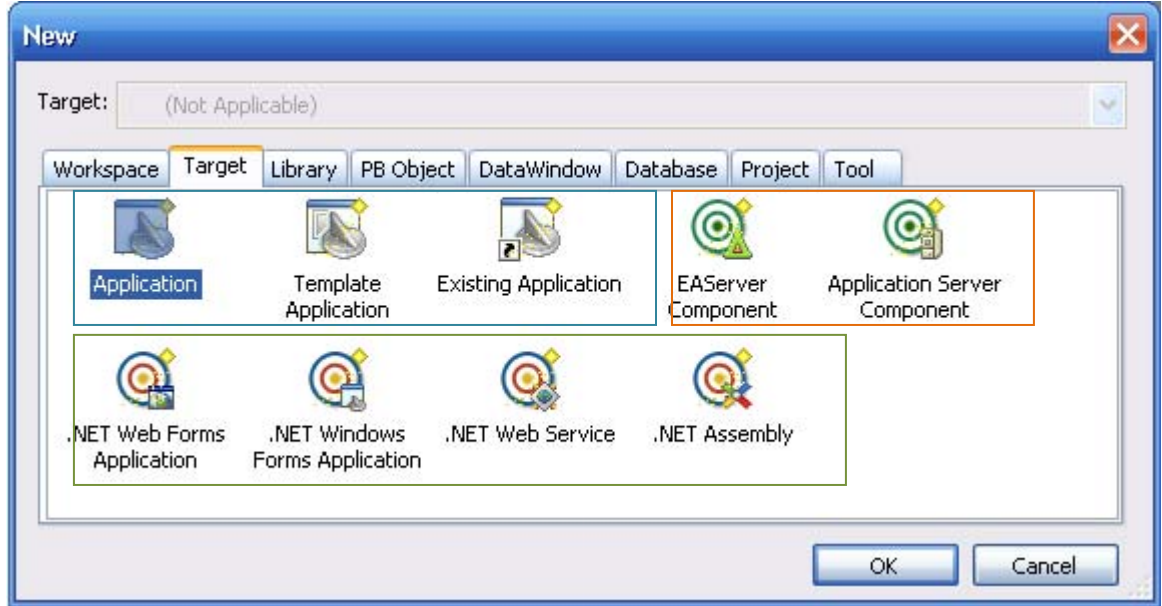 New
Target: (Not Applicable)
Workspace Target Library PB Object DataWindow Database Project Tool
Application Template Existing Application EAServer Application Server
Application Component Component
.NET Web Forms .NET Windows .NET Web Service .NET Assembly
Application Forms Application
OK Cancel